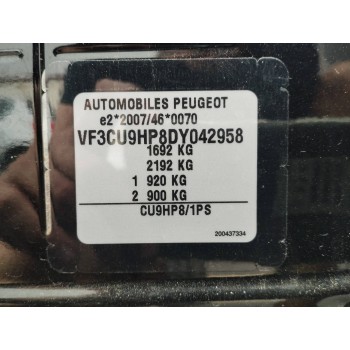 AUTOMOBILES PEUGEOT
e2*2007/46*0070
VF3CU9HP8DY042958
1692 KG
2192 KG
1 920 KG
2 900 KG
CU9HP8/1PS
200437334